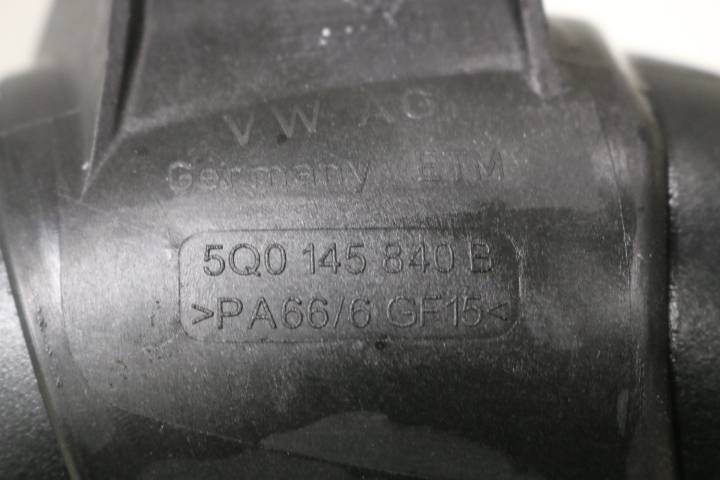 VW AG
Germany ETM
5Q0 145 840 B
>PA66/6 GF15<